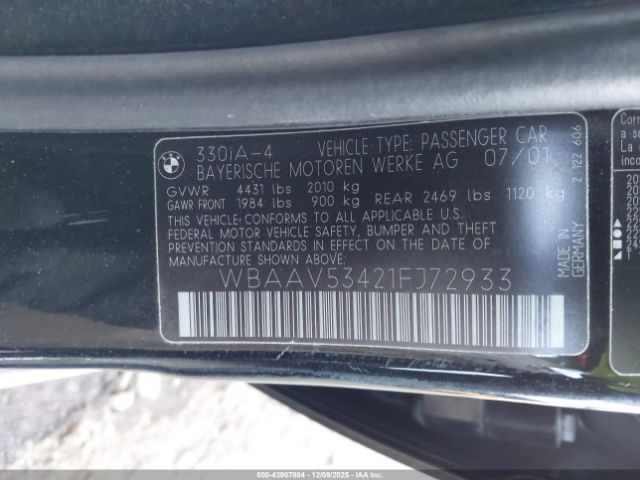 BMW
330iA-4 VEHICLE TYPE: PASSENGER CAR
BAYERISCHE MOTOREN WERKE AG 07/01
GVWR 4431 lbs 2010 kg
GAWR FRONT 1984 lbs 900 kg REAR 2469 lbs 1120 kg
THIS VEHICLE CONFORMS TO ALL APPLICABLE U.S.
FEDERAL MOTOR VEHICLE SAFETY, BUMPER AND THEFT
PREVENTION STANDARDS IN EFFECT ON THE DATE OF
MANUFACTURE SHOWN ABOVE.
WBAAV53421FJ72933
MADE IN
GERMANY
2 122 606
000-43907804 | 12/09/2025 | IAAI.COM